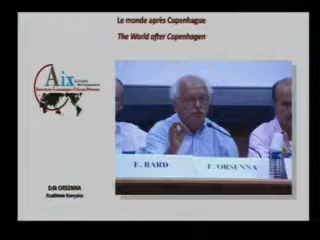 Le monde après Copenhague
The World after Copenhagen
Aix
E. BARD
E. ORSENNA
Erik ORSENNA
Académie française